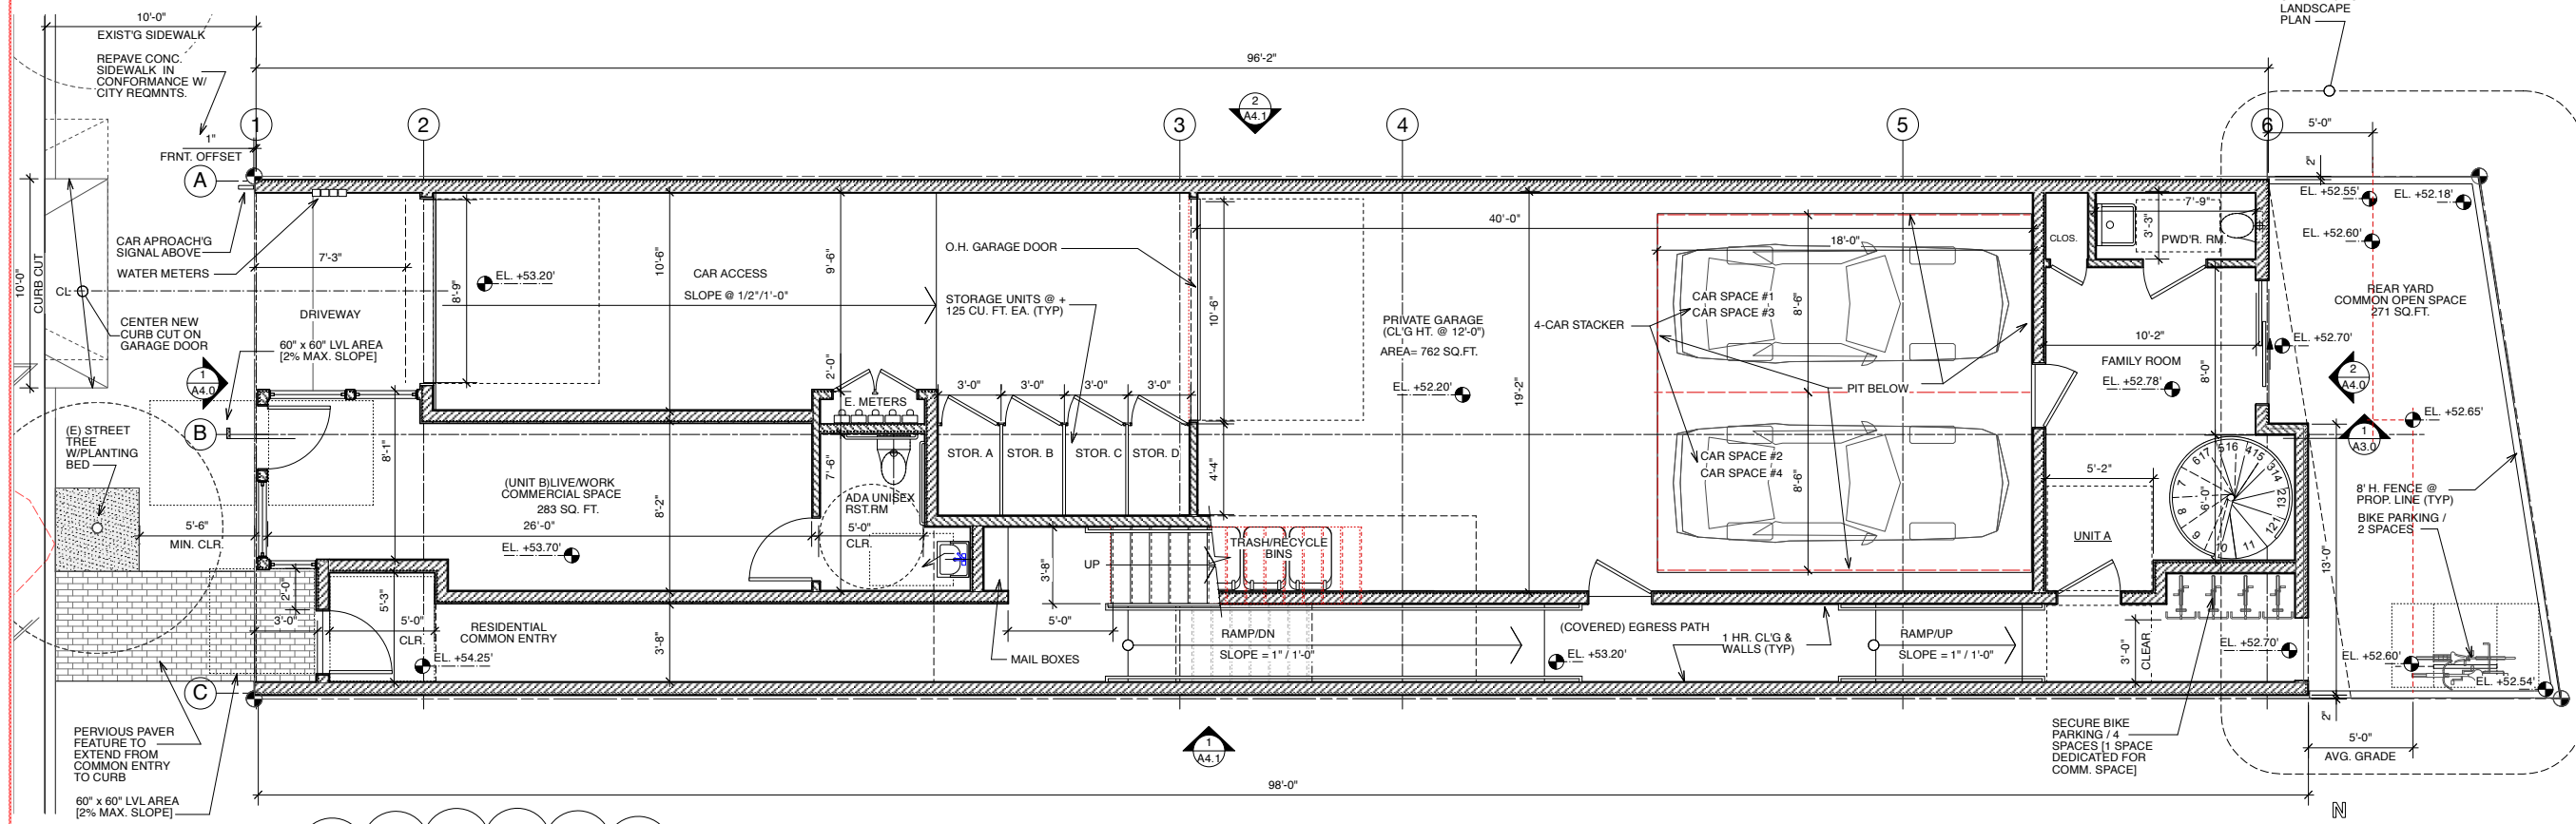 10'-0"
EXIST'G SIDEWALK
REPAVE CONC.
SIDEWALK IN
CONFORMANCE W/
CITY REQMNTS.
1"
FRNT. OFFSET
96'-2"
LANDSCAPE
PLAN
2
A4.1
1
2
3
4
5
6
5'-0"
2"
A
CAR APROACH'G
SIGNAL ABOVE
WATER METERS
10'-0"
CURB CUT
CL
CENTER NEW
CURB CUT ON
GARAGE DOOR
60" x 60" LVL AREA
[2% MAX. SLOPE]
1
A4.0
7'-3"
DRIVEWAY
8'-9"
EL. +53.20'
10'-6"
CAR ACCESS
SLOPE @ 1/2"/1'-0"
9'-6"
2'-0"
O.H. GARAGE DOOR
STORAGE UNITS @ +
125 CU. FT. EA. (TYP)
10'-6"
40'-0"
PRIVATE GARAGE
(CL'G HT. @ 12'-0")
AREA= 762 SQ.FT.
EL. +52.20'
19'-2"
4-CAR STACKER
18'-0"
CAR SPACE #1
CAR SPACE #3
8'-6"
PIT BELOW
CAR SPACE #2
CAR SPACE #4
8'-6"
CLOS.
3'-3"
7'-9"
PWD'R. RM.
10'-2"
FAMILY ROOM
EL. +52.78'
8'-0"
EL. +52.55'
EL. +52.18'
EL. +52.60'
REAR YARD
COMMON OPEN SPACE
271 SQ.FT.
EL. +52.70'
2
A4.0
EL. +52.65'
1
A3.0
B
(E) STREET
TREE
W/PLANTING
BED
5'-6"
MIN. CLR.
8'-1"
(UNIT B)LIVE/WORK
COMMERCIAL SPACE
283 SQ. FT.
26'-0"
EL. +53.70'
8'-2"
E. METERS
7'-6"
ADA UNISEX
RST.RM
5'-0"
CLR.
3'-0"
3'-0"
3'-0"
3'-0"
STOR. A
STOR. B
STOR. C
STOR. D
4'-4"
3'-8"
UP
TRASH/RECYCLE
BINS
5'-2"
UNIT A
6'-0"
617
516
415
314
132
121
11
10
9
8
7
13'-0"
8' H. FENCE @
PROP. LINE (TYP)
BIKE PARKING /
2 SPACES
2'-0"
3'-0"
5'-3"
5'-0"
CLR.
EL. +54.25'
RESIDENTIAL
COMMON ENTRY
3'-8"
5'-0"
MAIL BOXES
RAMP/DN
SLOPE = 1" / 1'-0"
(COVERED) EGRESS PATH
EL. +53.20'
1 HR. CL'G &
WALLS (TYP)
RAMP/UP
SLOPE = 1" / 1'-0"
3'-0"
CLEAR
EL. +52.70'
EL. +52.60'
EL. +52.54'
C
PERVIOUS PAVER
FEATURE TO
EXTEND FROM
COMMON ENTRY
TO CURB
60" x 60" LVL AREA
[2% MAX. SLOPE]
1
A4.1
SECURE BIKE
PARKING / 4
SPACES [1 SPACE
DEDICATED FOR
COMM. SPACE]
2"
5'-0"
AVG. GRADE
98'-0"
N